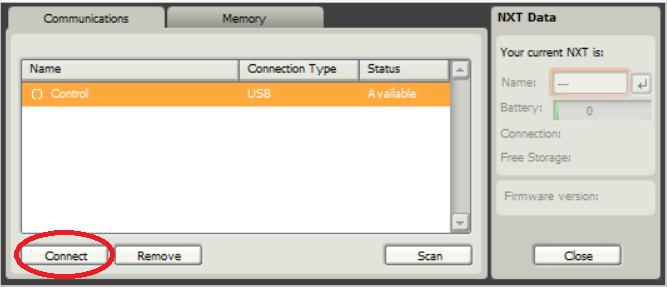 Communications
Memory
Name Connection Type Status
Control USB Available
Connect
Remove
Scan
NXT Data
Your current NXT is:
Name: ---
Battery: 0
Connection:
Free Storage:
Firmware version:
Close